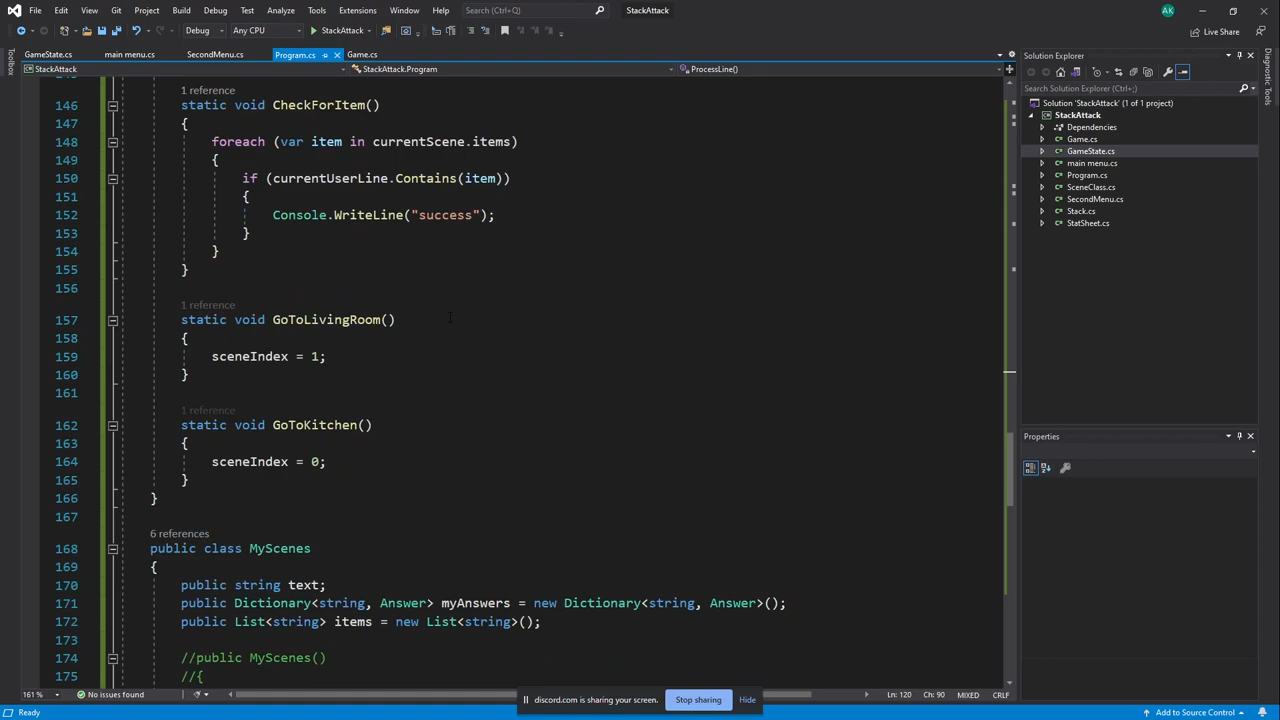 File Edit View Git Project Build Debug Test Analyze Tools Extensions Window Help Search (Ctrl+Q) StackAttack AK
Debug Any CPU StackAttack Live Share
GameState.cs main menu.cs SecondMenu.cs Program.cs Game.cs
StackAttack StackAttack.Program ProcessLine()
1 reference
146 static void CheckForItem()
147 {
148 foreach (var item in currentScene.items)
149 {
150 if (currentUserLine.Contains(item))
151 {
152 Console.WriteLine("success");
153 }
154 }
155 }
156
1 reference
157 static void GoToLivingRoom()
158 {
159 sceneIndex = 1;
160 }
161
1 reference
162 static void GoToKitchen()
163 {
164 sceneIndex = 0;
165 }
166 }
167
6 references
168 public class MyScenes
169 {
170 public string text;
171 public Dictionary<string, Answer> myAnswers = new Dictionary<string, Answer>();
172 public List<string> items = new List<string>();
173
174 //public MyScenes()
175 //{
161 % No issues found Ln: 120 Ch: 90 MIXED CRLF
discord.com is sharing your screen. Stop sharing Hide
Ready Add to Source Control
Toolbox
Solution Explorer
Search Solution Explorer (Ctrl+;)
Solution 'StackAttack' (1 of 1 project)
StackAttack
Dependencies
C# Game.cs
C# GameState.cs
C# main menu.cs
C# Program.cs
C# SceneClass.cs
C# SecondMenu.cs
C# Stack.cs
C# StatSheet.cs
Properties
Diagnostic Tools